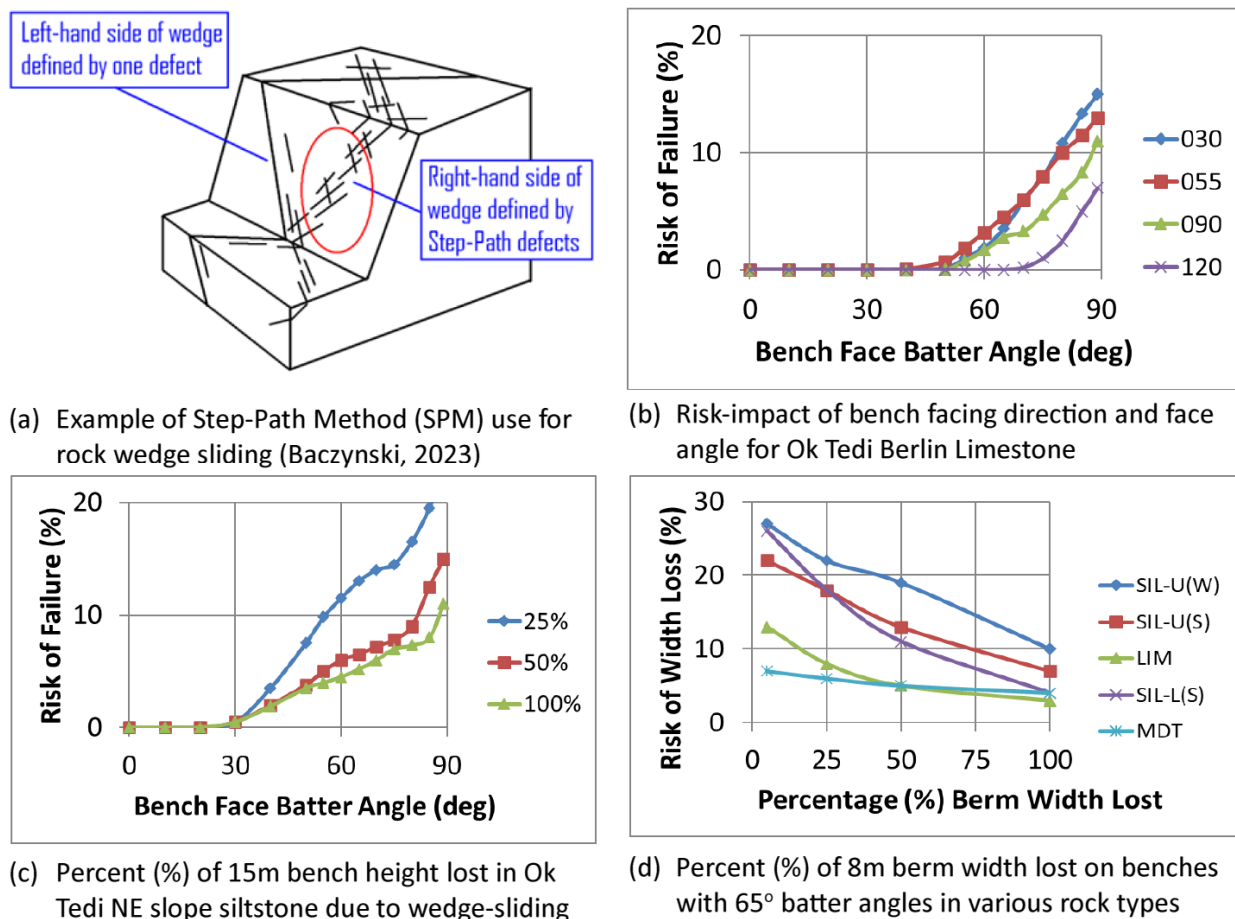 Left-hand side of wedge
defined by one defect
Right-hand side of
wedge defined by
Step-Path defects
(a) Example of Step-Path Method (SPM) use for
rock wedge sliding (Baczynski, 2023)
Risk of Failure (%)
20
10
0
0 30 60 90
Bench Face Batter Angle (deg)
030
055
090
120
(b) Risk-impact of bench facing direction and face
angle for Ok Tedi Berlin Limestone
Risk of Failure (%)
20
10
0
0 30 60 90
Bench Face Batter Angle (deg)
25%
50%
100%
(c) Percent (%) of 15m bench height lost in Ok
Tedi NE slope siltstone due to wedge-sliding
Risk of Width Loss (%)
30
20
10
0
0 25 50 75 100
Percentage (%) Berm Width Lost
SIL-U(W)
SIL-U(S)
LIM
SIL-L(S)
MDT
(d) Percent (%) of 8m berm width lost on benches
with 65° batter angles in various rock types